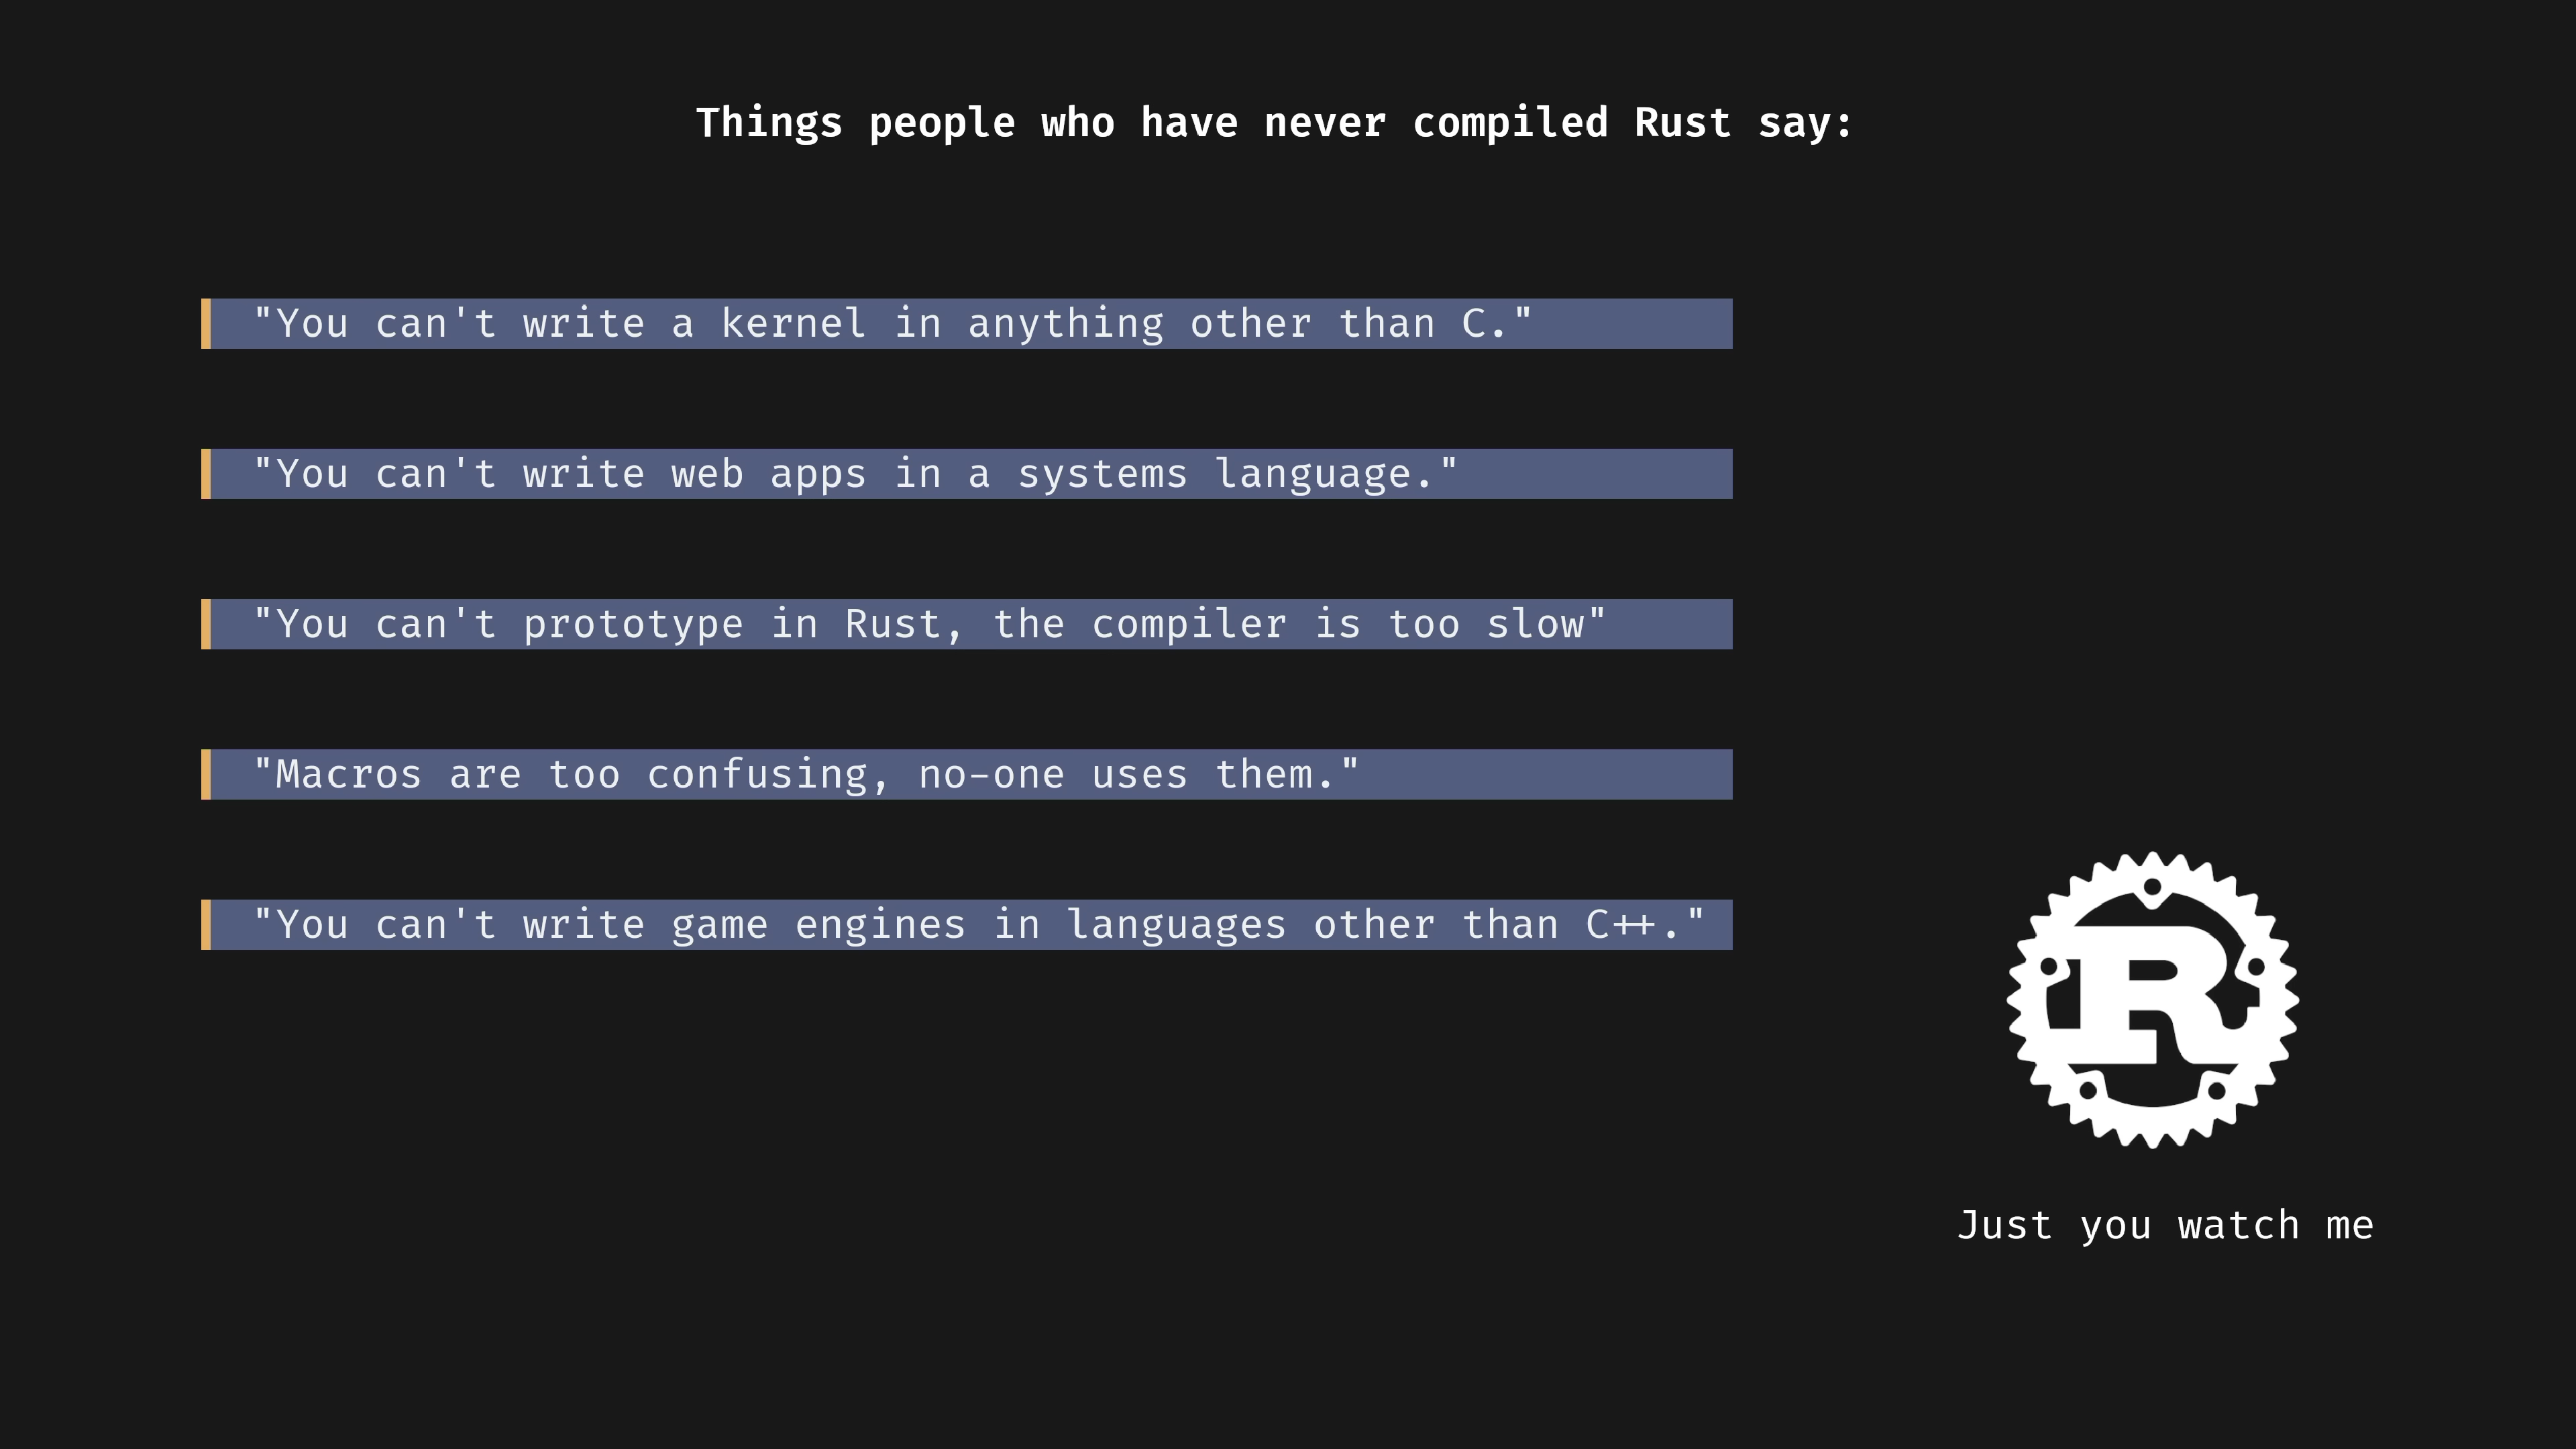 Things people who have never compiled Rust say:
"You can't write a kernel in anything other than C."
"You can't write web apps in a systems language."
"You can't prototype in Rust, the compiler is too slow"
"Macros are too confusing, no-one uses them."
"You can't write game engines in languages other than C++."
R
Just you watch me